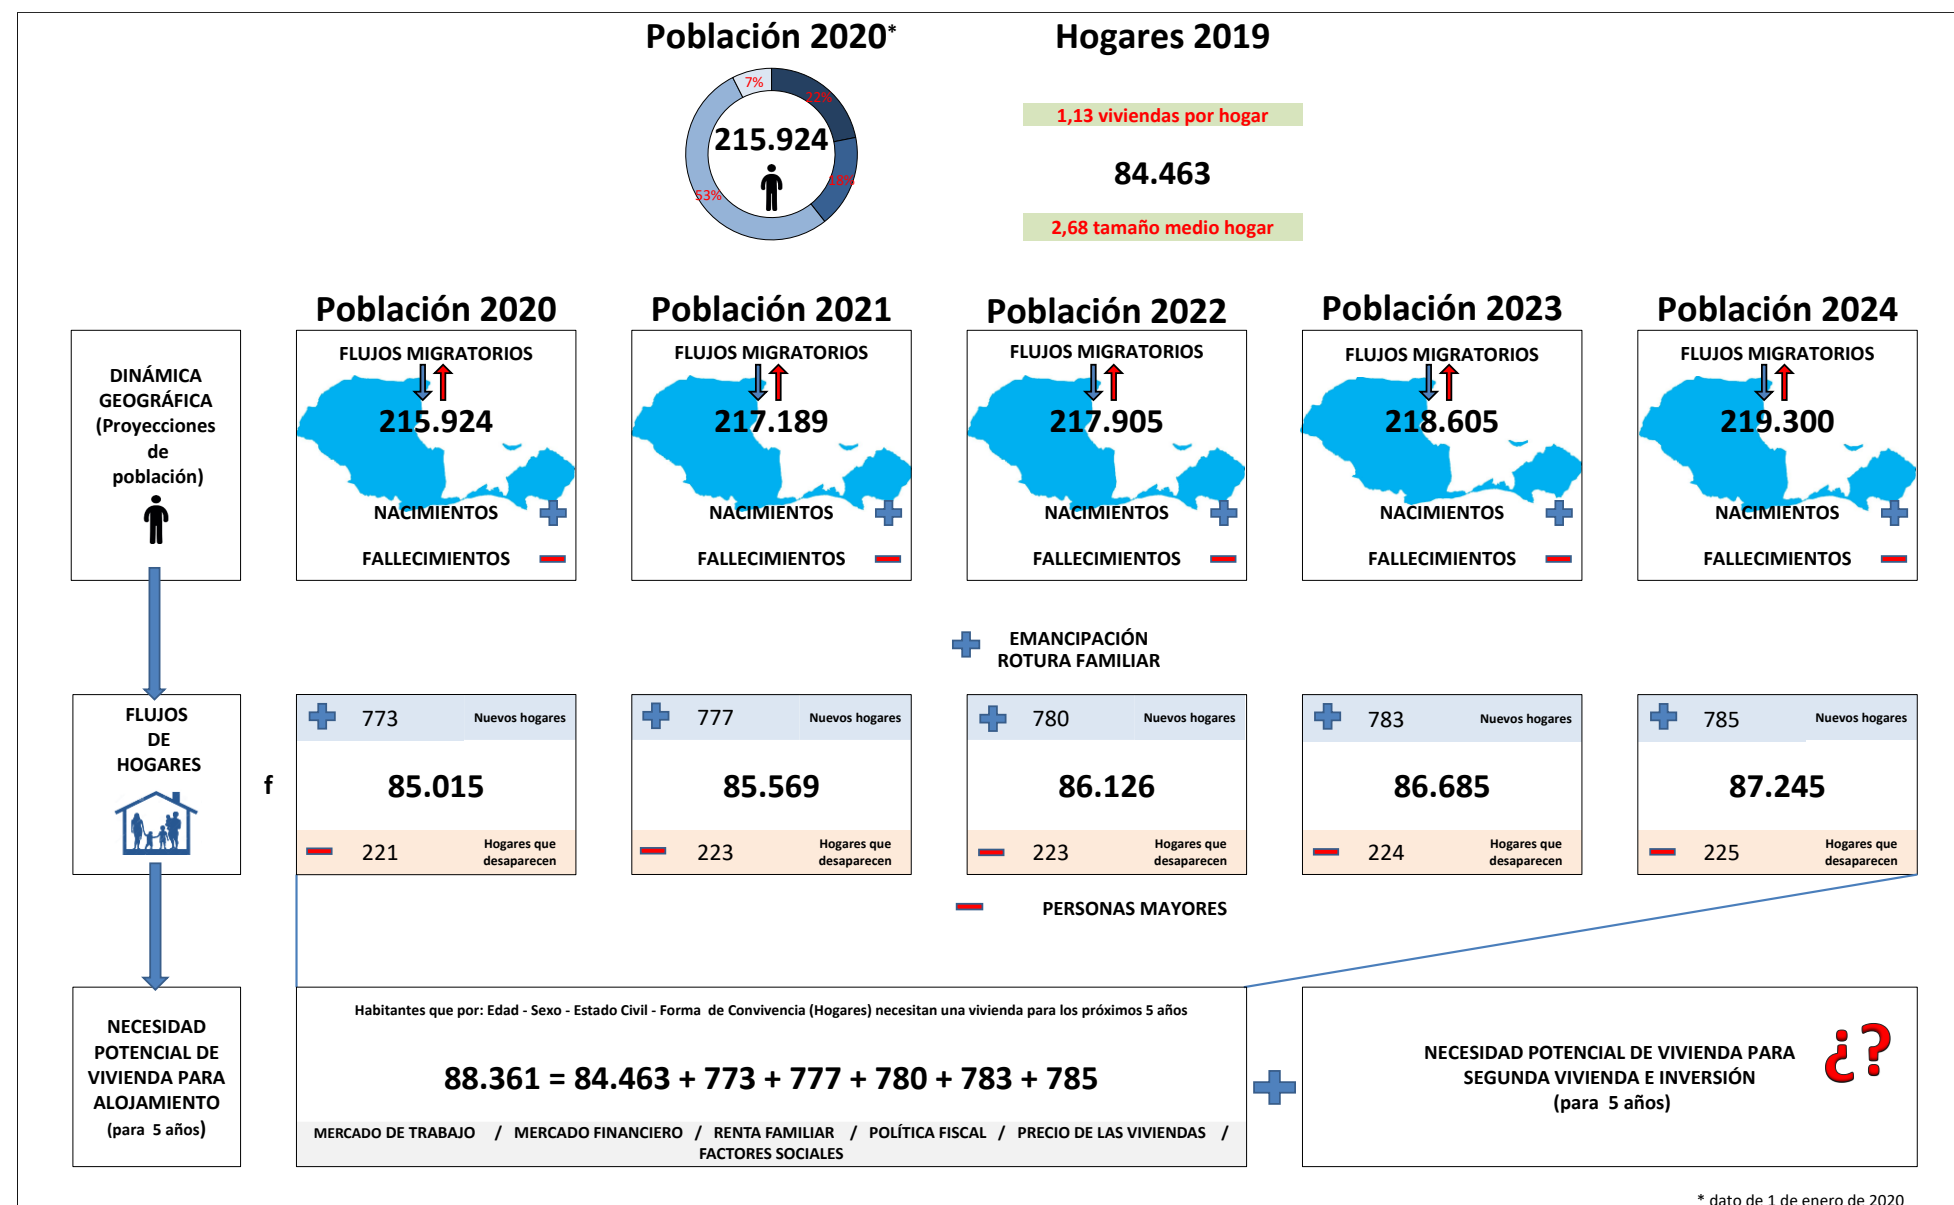 Población 2020*
Hogares 2019
7%
22%
18%
53%
215.924
1,13 viviendas por hogar
84.463
2,68 tamaño medio hogar
DINÁMICA
GEOGRÁFICA
(Proyecciones
de
población)
Población 2020
FLUJOS MIGRATORIOS
215.924
NACIMIENTOS
FALLECIMIENTOS
Población 2021
FLUJOS MIGRATORIOS
217.189
NACIMIENTOS
FALLECIMIENTOS
Población 2022
FLUJOS MIGRATORIOS
217.905
NACIMIENTOS
FALLECIMIENTOS
Población 2023
FLUJOS MIGRATORIOS
218.605
NACIMIENTOS
FALLECIMIENTOS
Población 2024
FLUJOS MIGRATORIOS
219.300
NACIMIENTOS
FALLECIMIENTOS
EMANCIPACIÓN
ROTURA FAMILIAR
FLUJOS
DE
HOGARES
f
773 Nuevos hogares
85.015
221 Hogares que
desaparecen
777 Nuevos hogares
85.569
223 Hogares que
desaparecen
780 Nuevos hogares
86.126
223 Hogares que
desaparecen
783 Nuevos hogares
86.685
224 Hogares que
desaparecen
785 Nuevos hogares
87.245
225 Hogares que
desaparecen
PERSONAS MAYORES
NECESIDAD
POTENCIAL DE
VIVIENDA PARA
ALOJAMIENTO
(para 5 años)
Habitantes que por: Edad - Sexo - Estado Civil - Forma de Convivencia (Hogares) necesitan una vivienda para los próximos 5 años
88.361 = 84.463 + 773 + 777 + 780 + 783 + 785
MERCADO DE TRABAJO / MERCADO FINANCIERO / RENTA FAMILIAR / POLÍTICA FISCAL / PRECIO DE LAS VIVIENDAS /
FACTORES SOCIALES
NECESIDAD POTENCIAL DE VIVIENDA PARA
SEGUNDA VIVIENDA E INVERSIÓN
(para 5 años)
¿?
* dato de 1 de enero de 2020